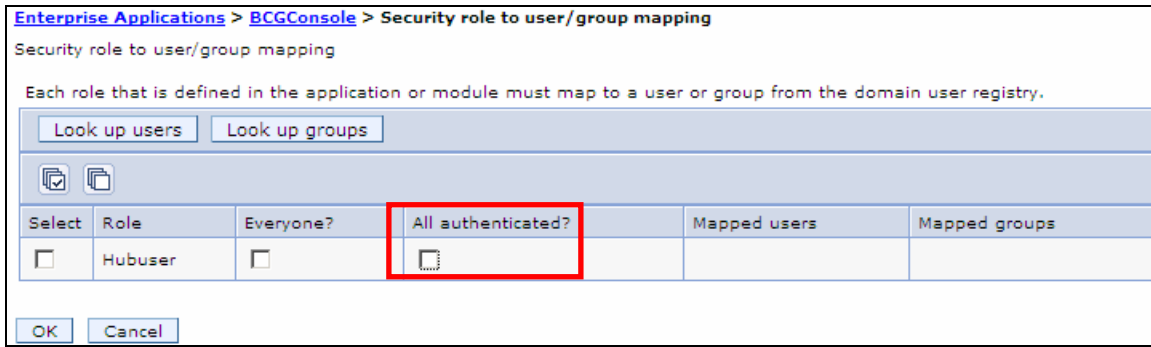 Enterprise Applications > BCGConsole > Security role to user/group mapping
Security role to user/group mapping
Each role that is defined in the application or module must map to a user or group from the domain user registry.
Look up users Look up groups
Select Role Everyone? All authenticated? Mapped users Mapped groups
Hubuser
OK Cancel